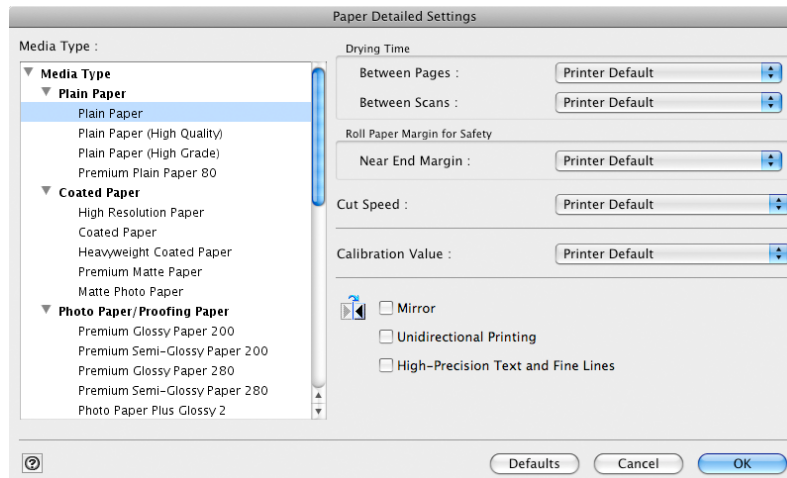 Paper Detailed Settings
Media Type :
Media Type
Plain Paper
Plain Paper
Plain Paper (High Quality)
Plain Paper (High Grade)
Premium Plain Paper 80
Coated Paper
High Resolution Paper
Coated Paper
Heavyweight Coated Paper
Premium Matte Paper
Matte Photo Paper
Photo Paper/Proofing Paper
Premium Glossy Paper 200
Premium Semi-Glossy Paper 200
Premium Glossy Paper 280
Premium Semi-Glossy Paper 280
Photo Paper Plus Glossy 2
Drying Time
Between Pages : Printer Default
Between Scans : Printer Default
Roll Paper Margin for Safety
Near End Margin : Printer Default
Cut Speed : Printer Default
Calibration Value : Printer Default
Mirror
Unidirectional Printing
High-Precision Text and Fine Lines
? Defaults Cancel OK